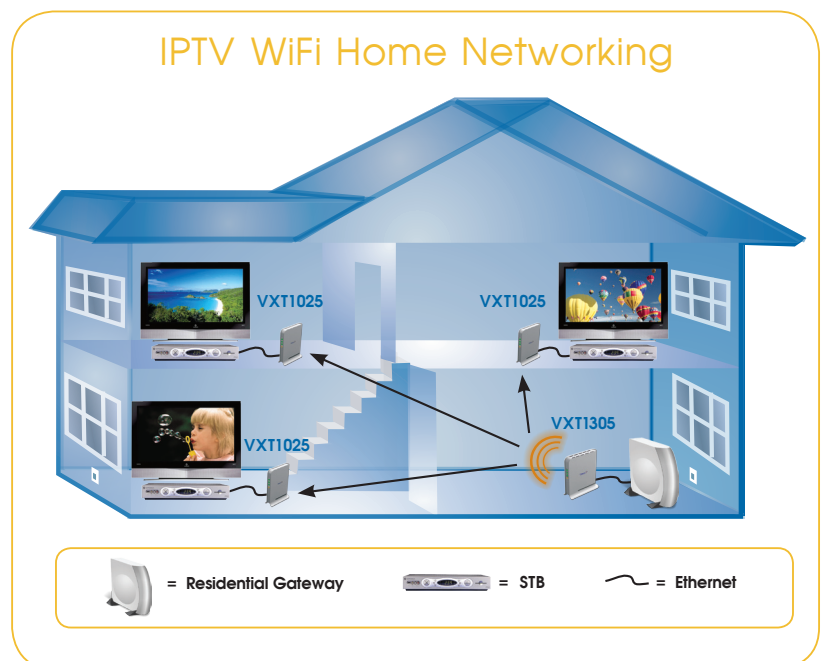 IPTV WiFi Home Networking
VXT1025
VXT1025
VXT1305
VXT1025
= Residential Gateway
= STB
= Ethernet